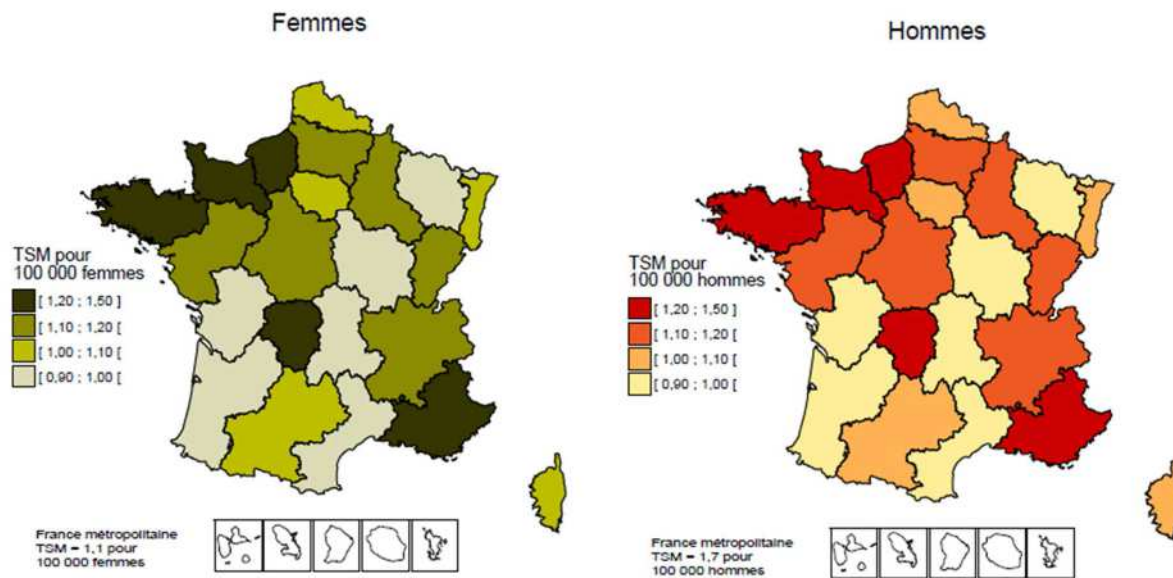 Femmes
TSM pour
100 000 femmes
[ 1,20 ; 1,50 ]
[ 1,10 ; 1,20 [
[ 1,00 ; 1,10 [
[ 0,90 ; 1,00 [
France métropolitaine
TSM = 1,1 pour
100 000 femmes
Hommes
TSM pour
100 000 hommes
[ 1,20 ; 1,50 ]
[ 1,10 ; 1,20 [
[ 1,00 ; 1,10 [
[ 0,90 ; 1,00 [
France métropolitaine
TSM = 1,7 pour
100 000 hommes